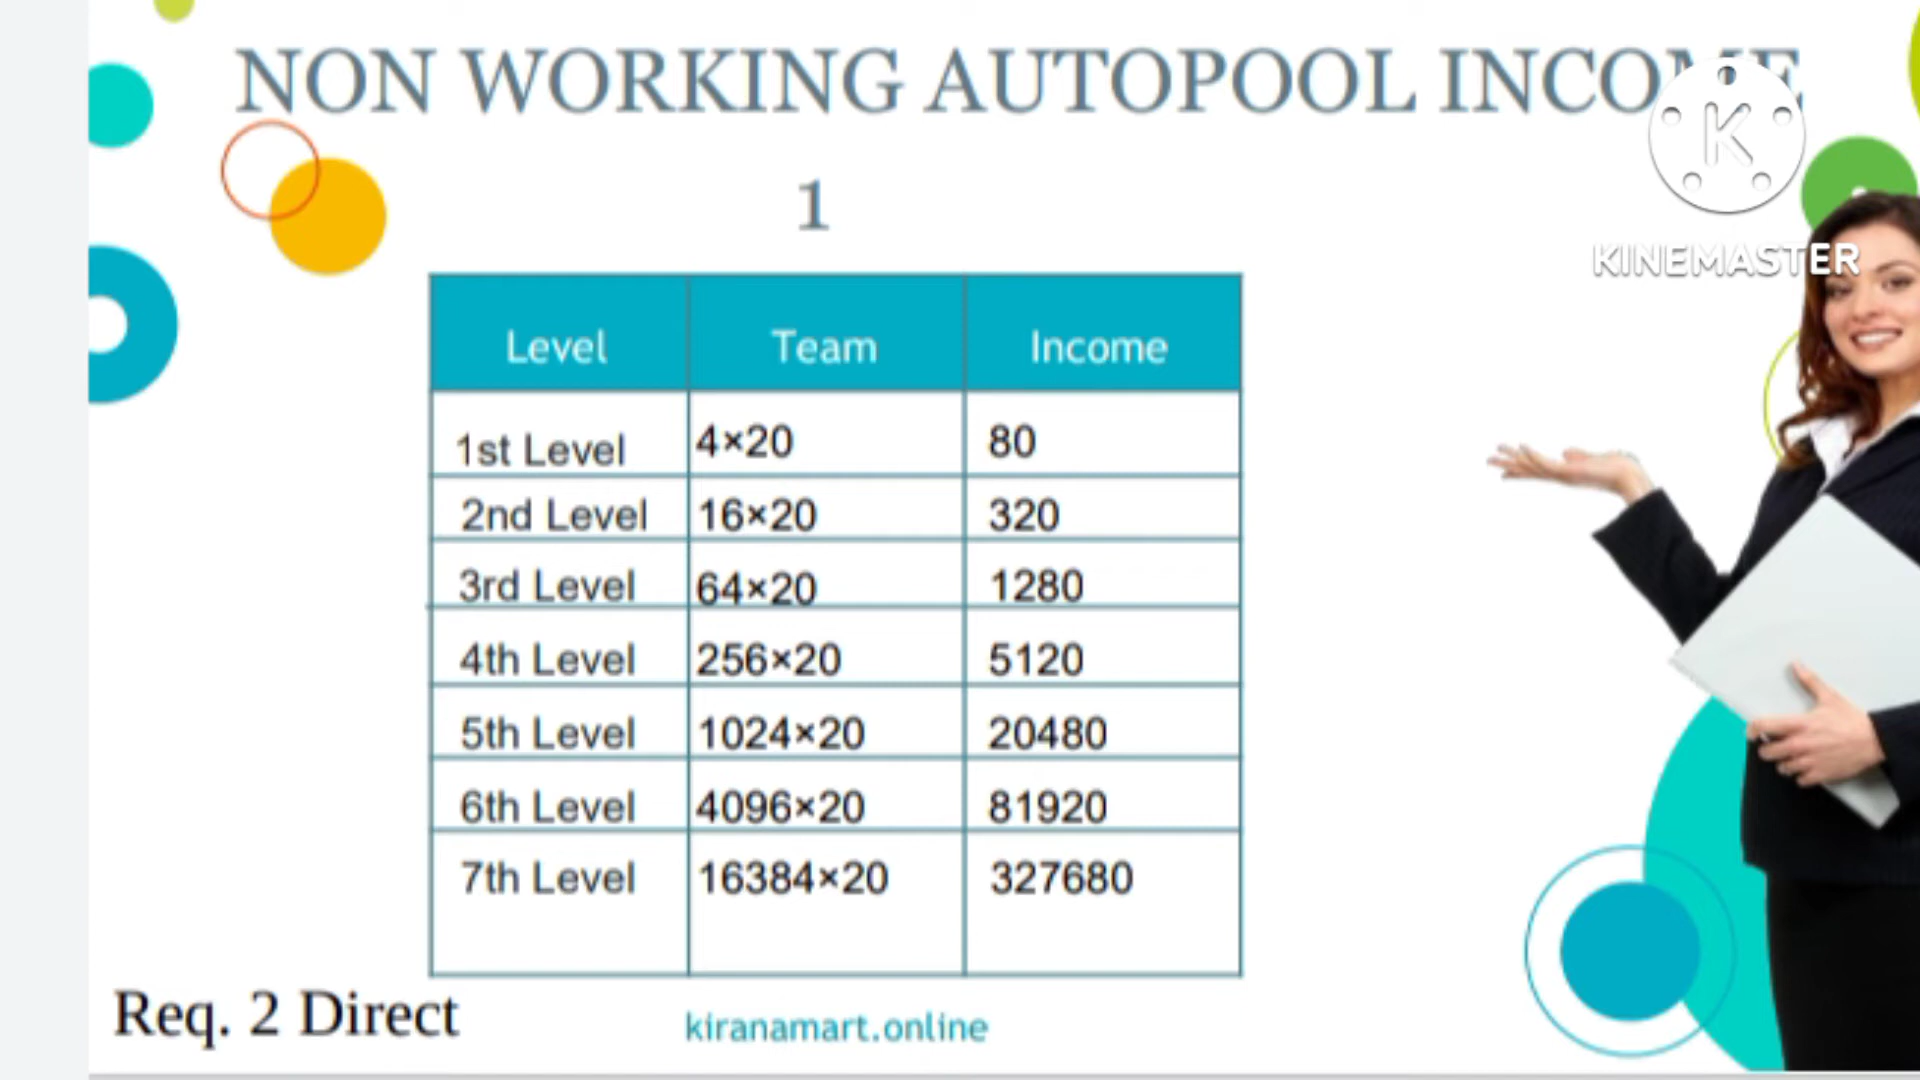 NON WORKING AUTOPOOL INCOME
1
K
KINEMASTER
Level Team Income
1st Level 4×20 80
2nd Level 16×20 320
3rd Level 64×20 1280
4th Level 256×20 5120
5th Level 1024×20 20480
6th Level 4096×20 81920
7th Level 16384×20 327680
Req. 2 Direct
kiranamart.online